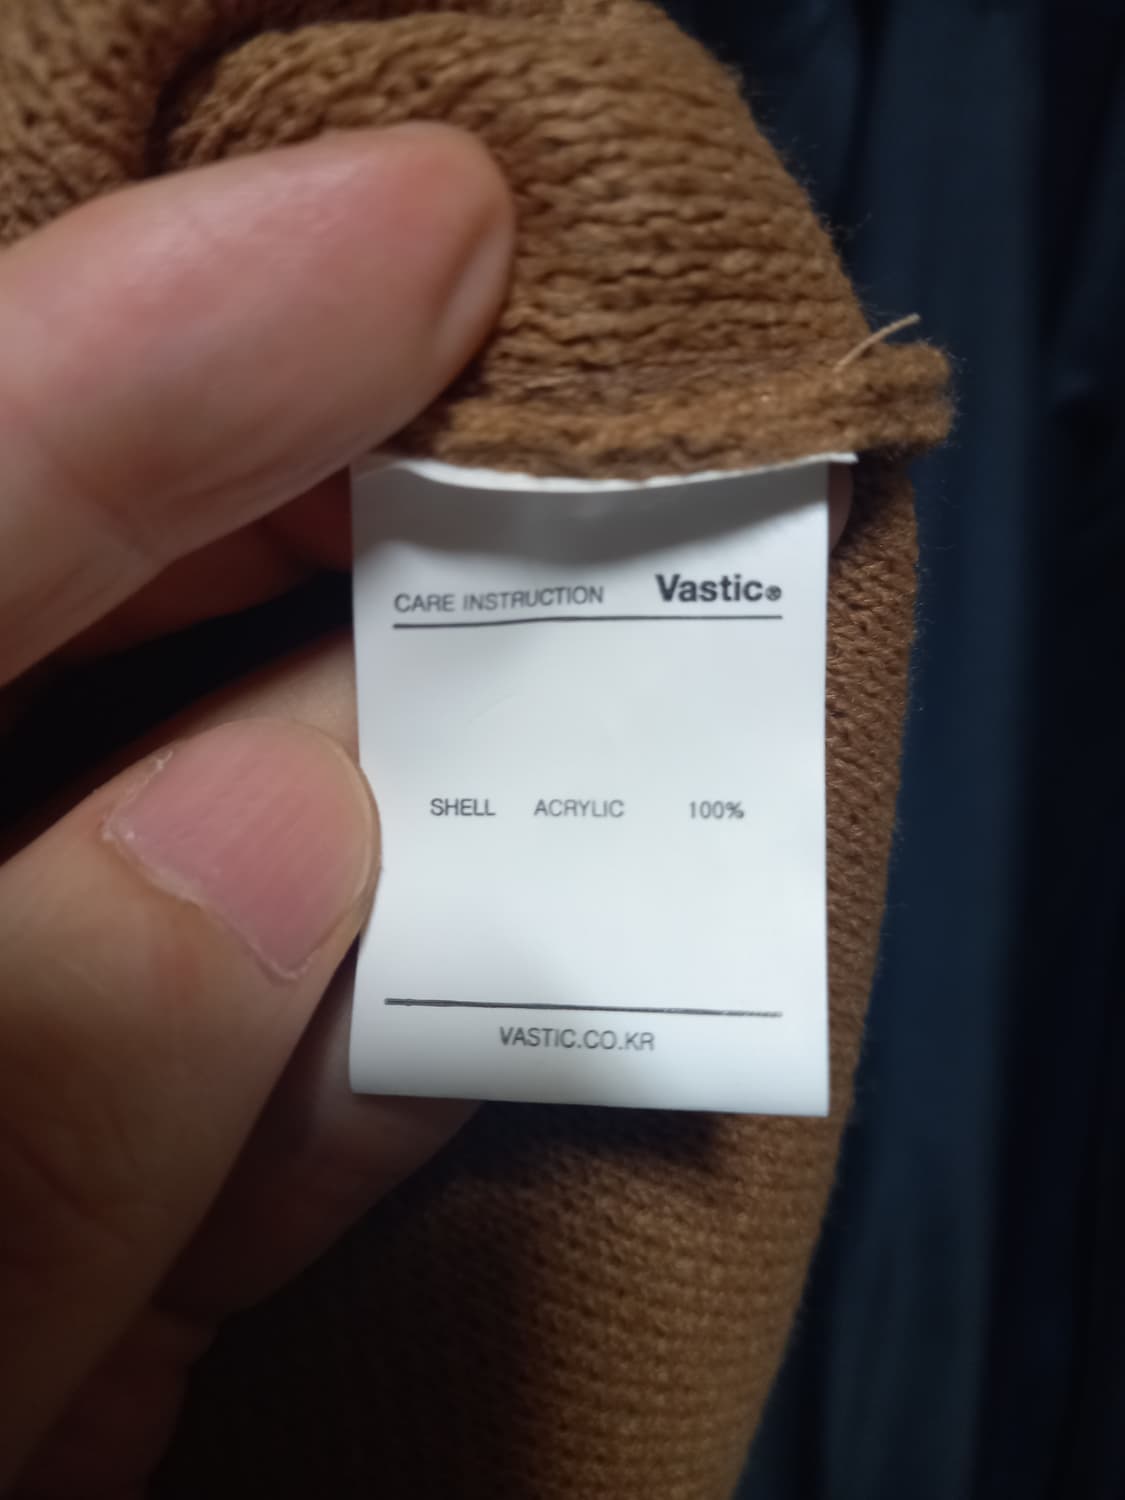 CARE INSTRUCTION Vastic®
SHELL ACRYLIC 100%
VASTIC.CO.KR